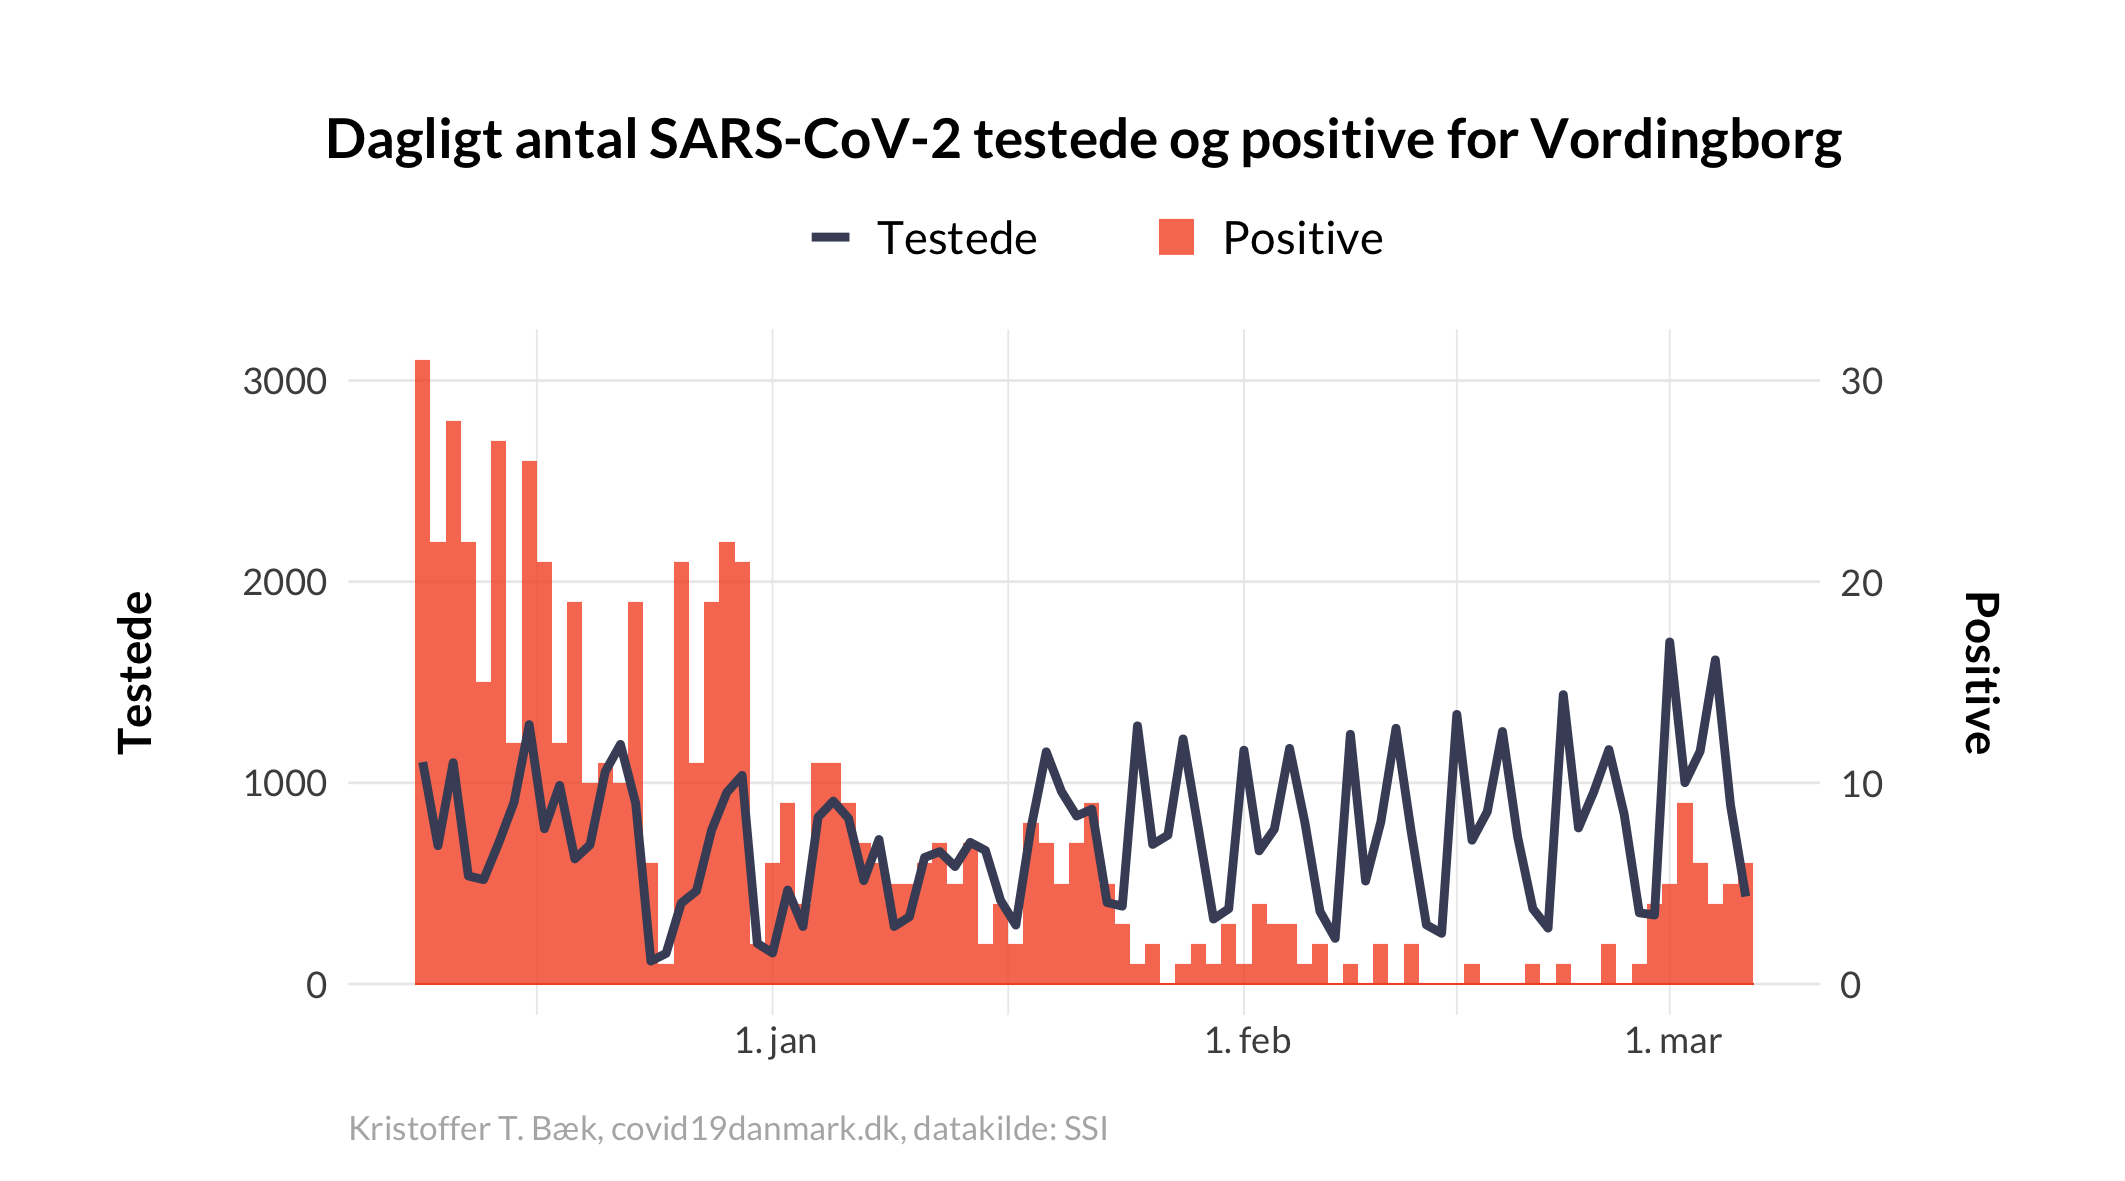 Dagligt antal SARS-CoV-2 testede og positive for Vordingborg
Testede
Positive
3000
2000
1000
0
Testede
30
20
10
0
Positive
1. jan
1. feb
1. mar
Kristoffer T. Bæk, covid19danmark.dk, datakilde: SSI